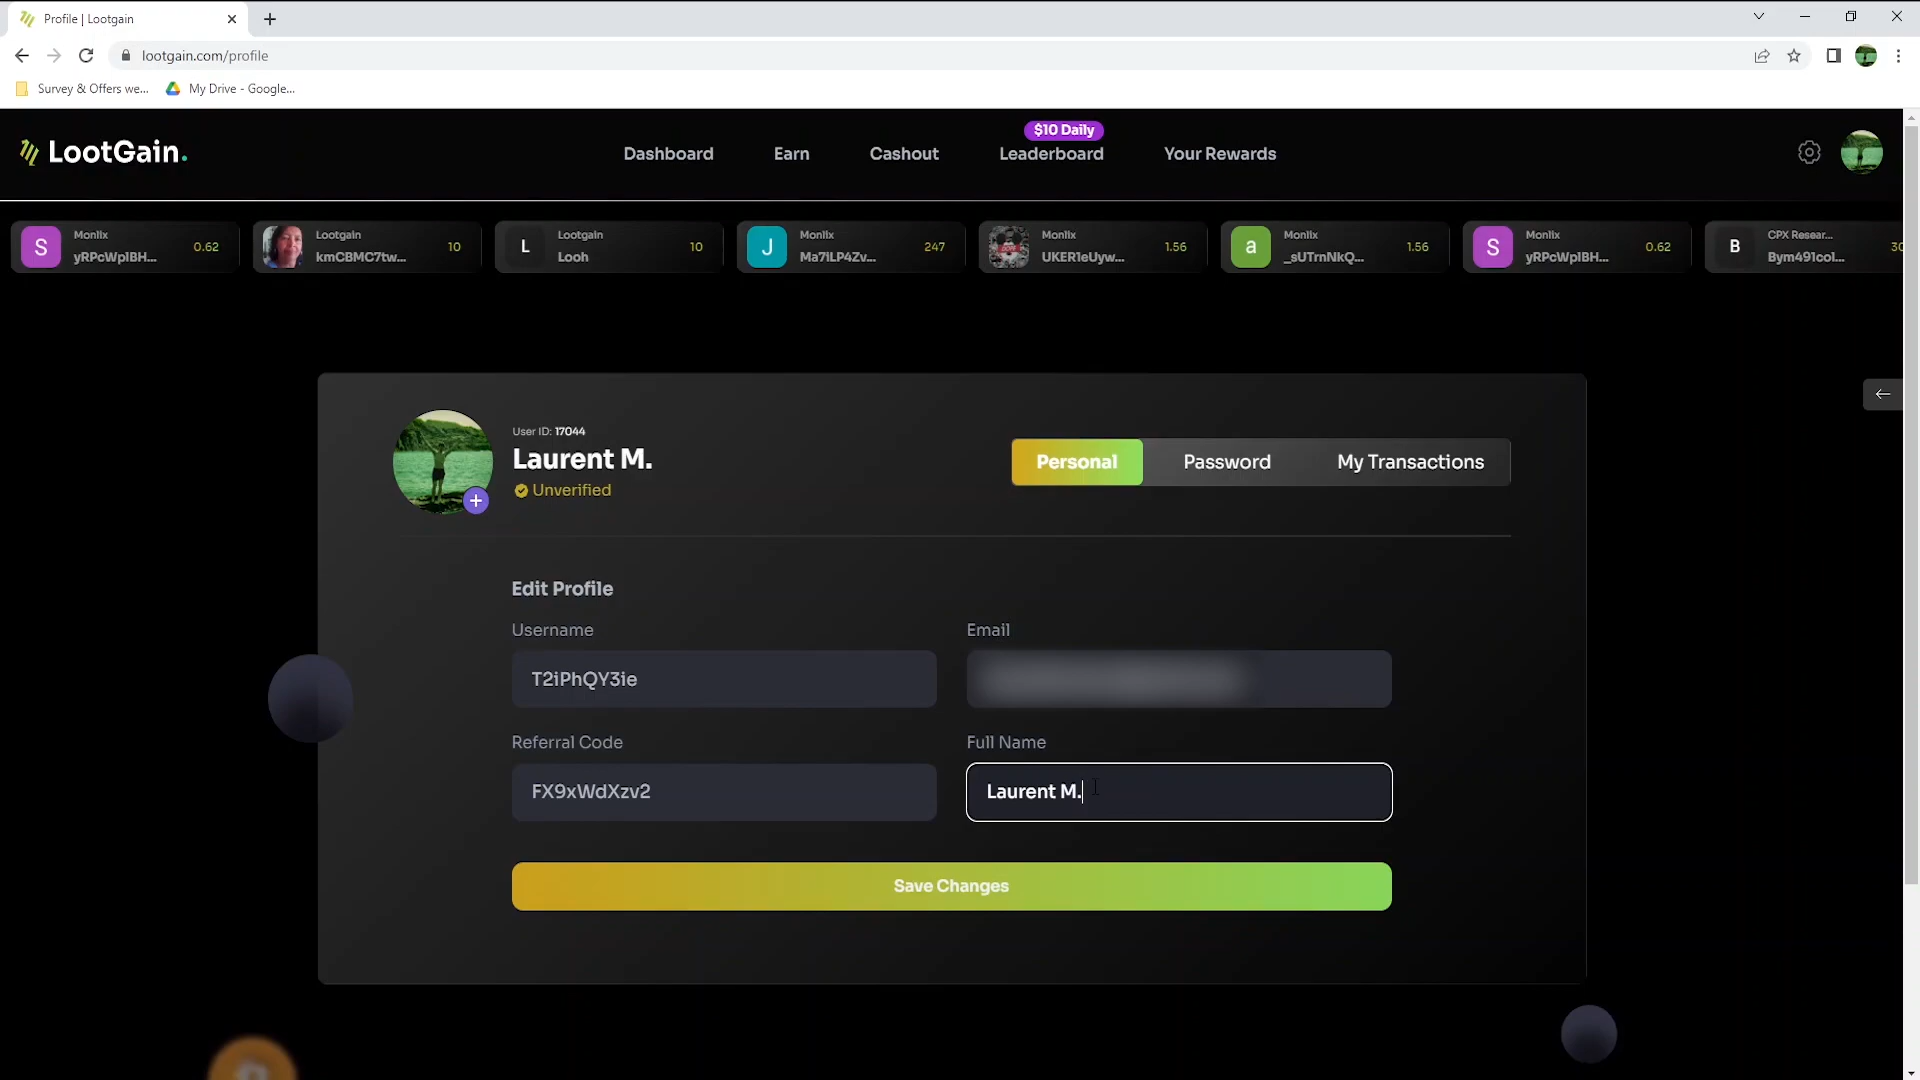 Profile | Lootgain
lootgain.com/profile
Survey & Offers we...
My Drive - Google...
LootGain.
Dashboard
Earn
Cashout
$10 Daily
Leaderboard
Your Rewards
S
Monlix
yRPcWpIBH...
0.62
Lootgain
kmCBMC7tw...
10
L
Lootgain
Looh
10
J
Monlix
Ma7iLP4Zv...
247
Monlix
UKER1eUyw...
1.56
a
Monlix
_sUTrnNkQ...
1.56
S
Monlix
yRPcWpIBH...
0.62
B
CPX Resear...
Bym491col...
30
User ID: 17044
Laurent M.
Unverified
Personal
Password
My Transactions
Edit Profile
Username
Email
T2iPhQY3ie
Referral Code
Full Name
FX9xWdXzv2
Laurent M.
Save Changes